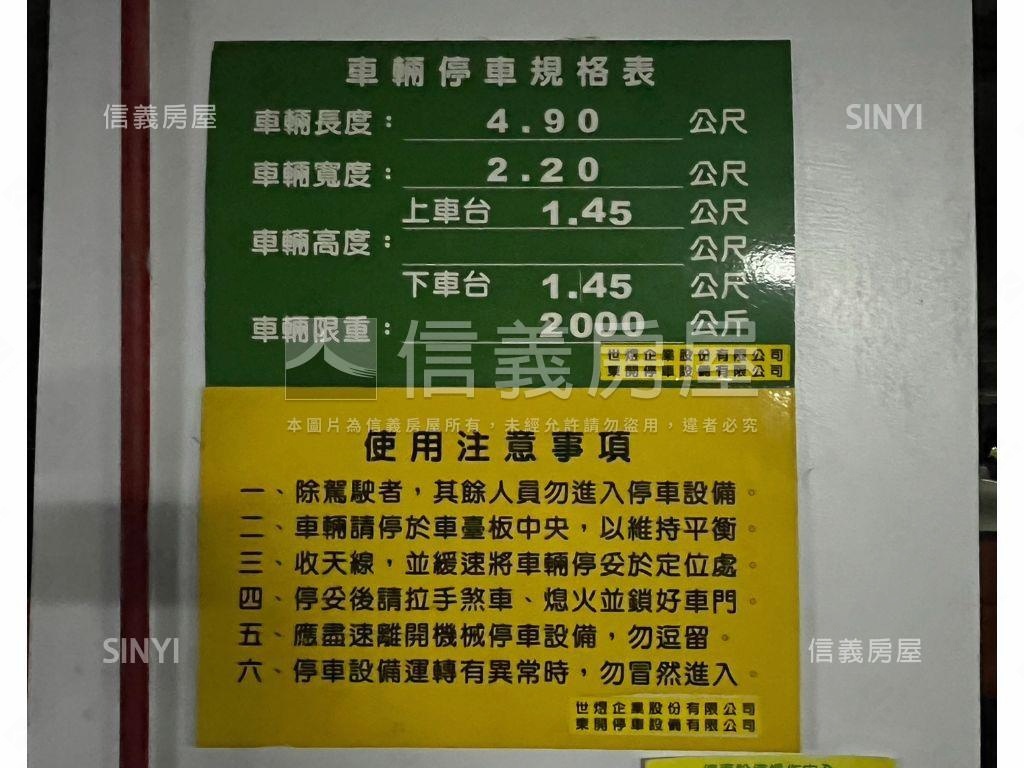 車輛停車規格表
信義房屋
SINYI
車輛長度：4.90 公尺
車輛寬度：2.20 公尺
上車台 1.45 公尺
車輛高度： 公尺
下車台 1.45 公尺
車輛限重： 2000 公斤
信義房屋
世熠企業股份有限公司
東開停車設備有限公司
本圖片為信義房屋所有，未經允許請勿盜用，違者必究
使用注意事項
一、除駕駛者，其餘人員勿進入停車設備。
二、車輛請停於車臺板中央，以維持平衡。
三、收天線，並緩速將車輛停妥於定位處。
四、停妥後請拉手煞車、熄火並鎖好車門。
五、應盡速離開機械停車設備，勿逗留。
SINYI
信義房屋
六、停車設備運轉有異常時，勿冒然進入。
世熠企業股份有限公司
東開停車設備有限公司